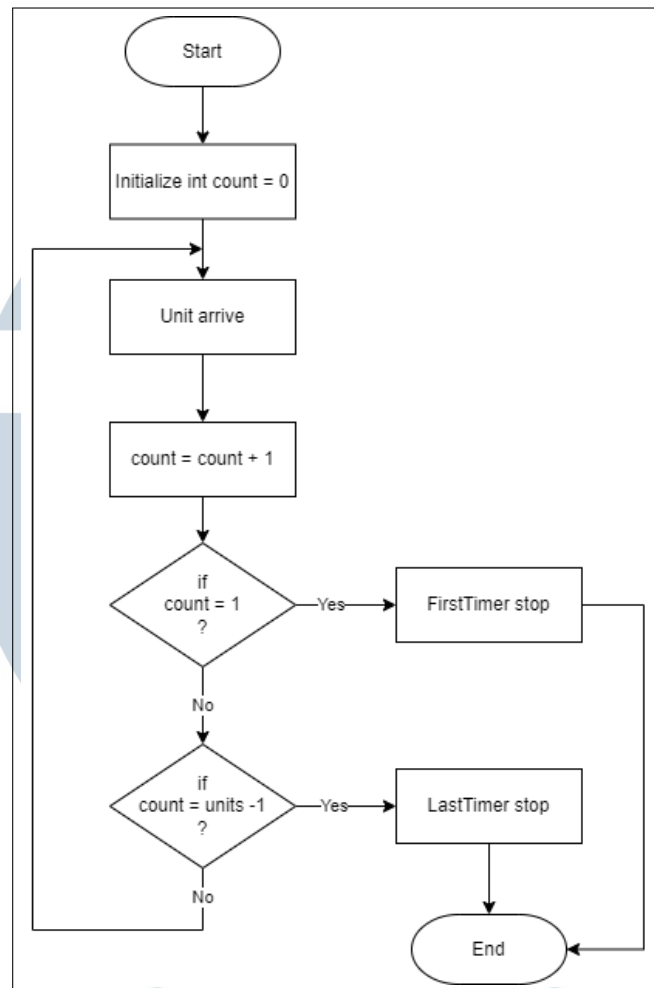 Start
Initialize int count = 0
Unit arrive
count = count + 1
if
count = 1
?
Yes
FirstTimer stop
No
if
count = units -1
?
Yes
LastTimer stop
No
End